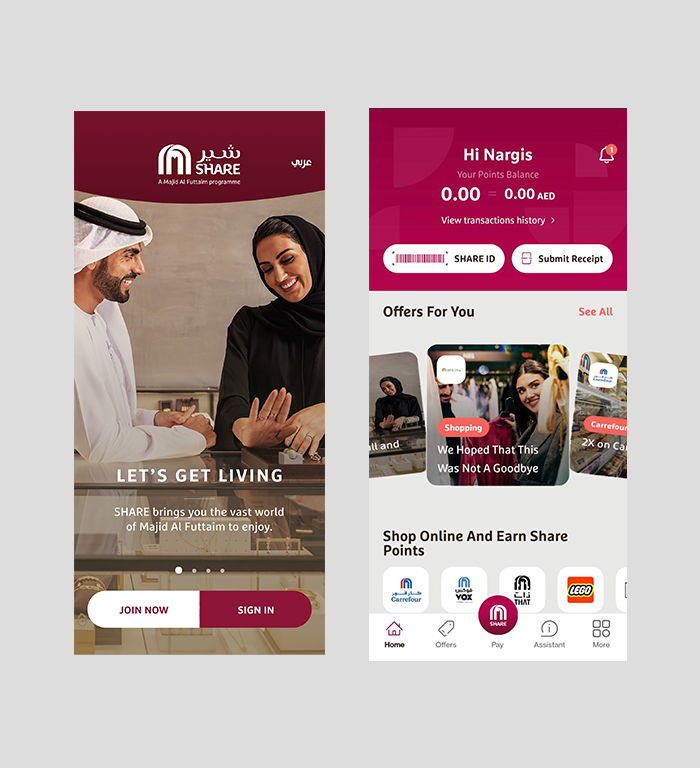 شير
SHARE
A Majid Al Futtaim programme
عربي
LET'S GET LIVING
SHARE brings you the vast world
of Majid Al Futtaim to enjoy.
JOIN NOW
SIGN IN
Hi Nargis
1
Your Points Balance
0.00 = 0.00 AED
View transactions history >
SHARE ID
Submit Receipt
Offers For You
See All
all and
Shopping
We Hoped That This
Was Not A Goodbye
كارفور
Carrefour
Carrefour
2X on Car
Shop Online And Earn Share
Points
كارفور
Carrefour
ڤوكس
VOX
ذات
THAT
LEGO
SHARE
Home
Offers
Pay
Assistant
More